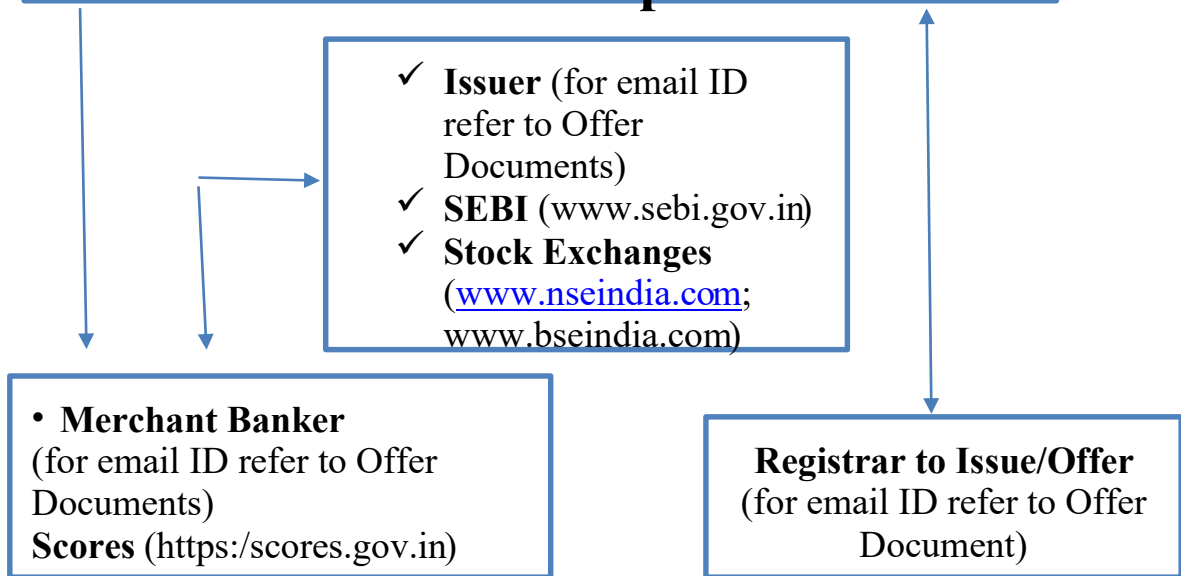 ✓ Issuer (for email ID
refer to Offer
Documents)
✓ SEBI (www.sebi.gov.in)
✓ Stock Exchanges
(www.nseindia.com;
www.bseindia.com)
• Merchant Banker
(for email ID refer to Offer
Documents)
Scores (https:/scores.gov.in)
Registrar to Issue/Offer
(for email ID refer to Offer
Document)